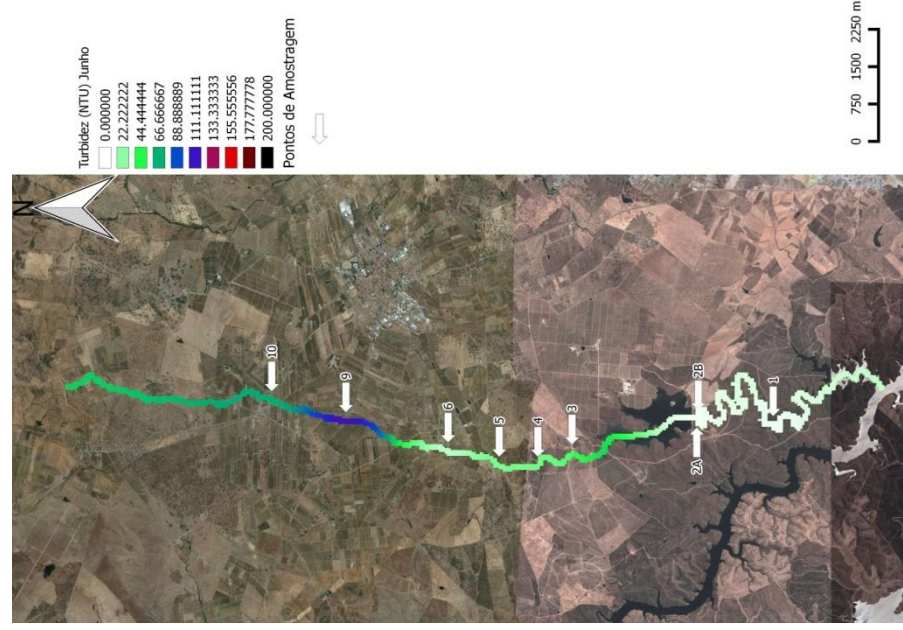 Turbidez (NTU) Junho
0.000000
22.222222
44.444444
66.666667
88.888889
111.111111
133.333333
155.555556
177.777778
200.000000
Pontos de Amostragem
0 750 1500 2250 m
N
10
9
6
5
4
3
2A
2B
1